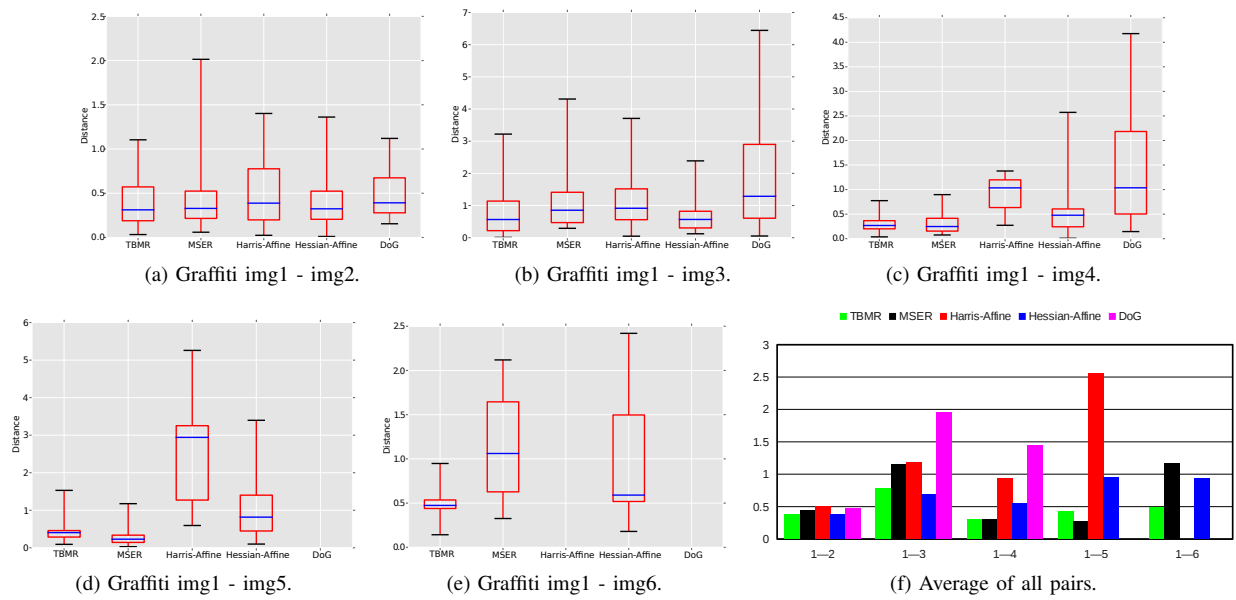 2.5
2.0
1.5
1.0
0.5
0.0
Distance
TBMR MSER Harris-Affine Hessian-Affine DoG
(a) Graffiti img1 - img2.
7
6
5
4
3
2
1
0
Distance
TBMR MSER Harris-Affine Hessian-Affine DoG
(b) Graffiti img1 - img3.
4.5
4.0
3.5
3.0
2.5
2.0
1.5
1.0
0.5
0.0
Distance
TBMR MSER Harris-Affine Hessian-Affine DoG
(c) Graffiti img1 - img4.
6
5
4
3
2
1
0
Distance
TBMR MSER Harris-Affine Hessian-Affine DoG
(d) Graffiti img1 - img5.
2.5
2.0
1.5
1.0
0.5
0.0
Distance
TBMR MSER Harris-Affine Hessian-Affine DoG
(e) Graffiti img1 - img6.
TBMR MSER Harris-Affine Hessian-Affine DoG
3
2.5
2
1.5
1
0.5
0
1—2 1—3 1—4 1—5 1—6
(f) Average of all pairs.